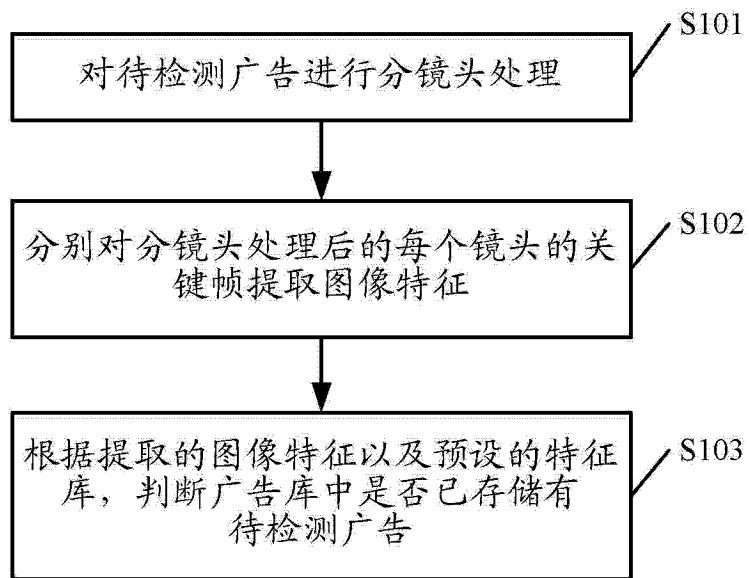 S101
对待检测广告进行分镜头处理
S102
分别对分镜头处理后的每个镜头的关
键帧提取图像特征
S103
根据提取的图像特征以及预设的特征
库，判断广告库中是否已存储有
待检测广告